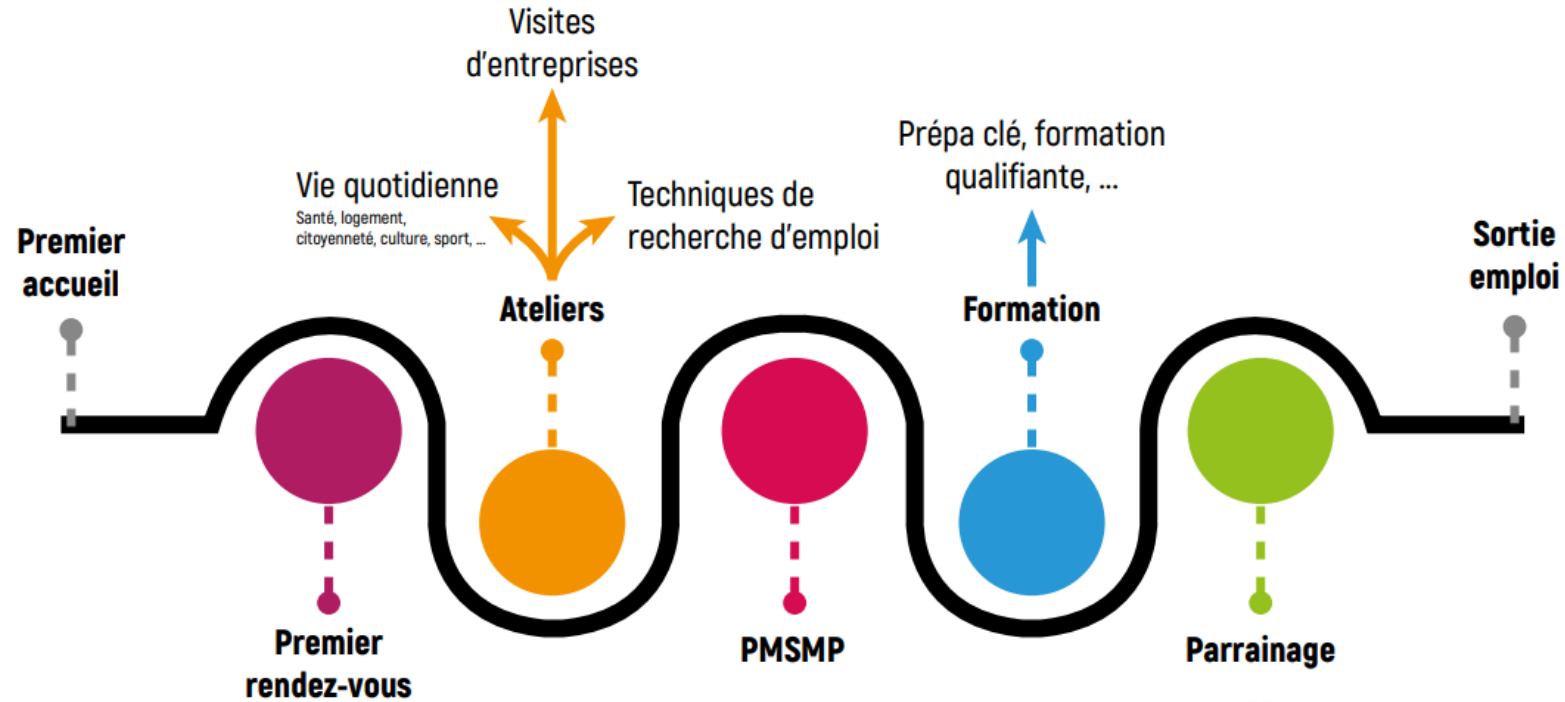 Premier
accueil
Premier
rendez-vous
Visites
d'entreprises
Vie quotidienne
Santé, logement,
citoyenneté, culture, sport, ...
Techniques de
recherche d'emploi
Ateliers
PMSMP
Prépa clé, formation
qualifiante, ...
Formation
Parrainage
Sortie
emploi